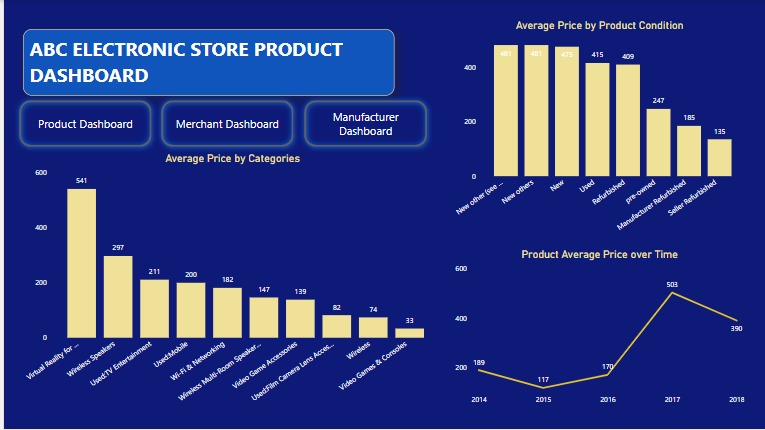 ABC ELECTRONIC STORE PRODUCT
DASHBOARD
Product Dashboard
Merchant Dashboard
Manufacturer
Dashboard
Average Price by Categories
600
400
200
0
541
297
211
200
182
147
139
82
74
33
Virtual Reality for ...
Wireless Speakers
Used:TV Entertainment
Used:Mobile
Wi-Fi & Networking
Wireless Multi-Room Speaker...
Video Game Accessories
Used:Film Camera Lens Acces...
Wireless
Video Games & Consoles
Average Price by Product Condition
400
200
0
481
481
475
415
409
247
185
135
New other (see ...
New others
New
Used
Refurbished
pre-owned
Manufacturer Refurbished
Seller Refurbished
Product Average Price over Time
600
400
200
189
117
170
503
390
2014
2015
2016
2017
2018